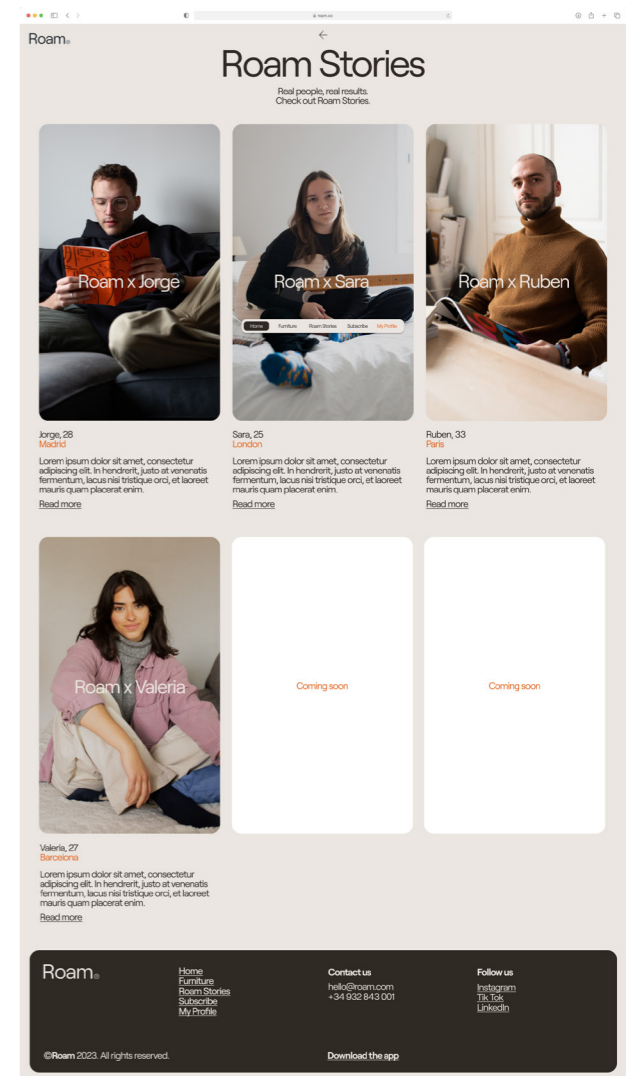 roam.co
Roam®
Roam Stories
Real people, real results.
Check out Roam Stories.
Roam x Jorge
Roam x Sara
Roam x Ruben
Home Furniture Roam Stories Subscribe My Profile
Jorge, 28
Madrid
Lorem ipsum dolor sit amet, consectetur
adipiscing elit. In hendrerit, justo at venenatis
fermentum, lacus nisi tristique orci, et laoreet
mauris quam placerat enim.
Read more
Sara, 25
London
Lorem ipsum dolor sit amet, consectetur
adipiscing elit. In hendrerit, justo at venenatis
fermentum, lacus nisi tristique orci, et laoreet
mauris quam placerat enim.
Read more
Ruben, 33
Paris
Lorem ipsum dolor sit amet, consectetur
adipiscing elit. In hendrerit, justo at venenatis
fermentum, lacus nisi tristique orci, et laoreet
mauris quam placerat enim.
Read more
Roam x Valeria
Coming soon
Coming soon
Valeria, 27
Barcelona
Lorem ipsum dolor sit amet, consectetur
adipiscing elit. In hendrerit, justo at venenatis
fermentum, lacus nisi tristique orci, et laoreet
mauris quam placerat enim.
Read more
Roam®
Home
Furniture
Roam Stories
Subscribe
My Profile
Contact us
hello@roam.com
+34 932 843 001
Follow us
Instagram
Tik Tok
LinkedIn
©Roam 2023. All rights reserved.
Download the app